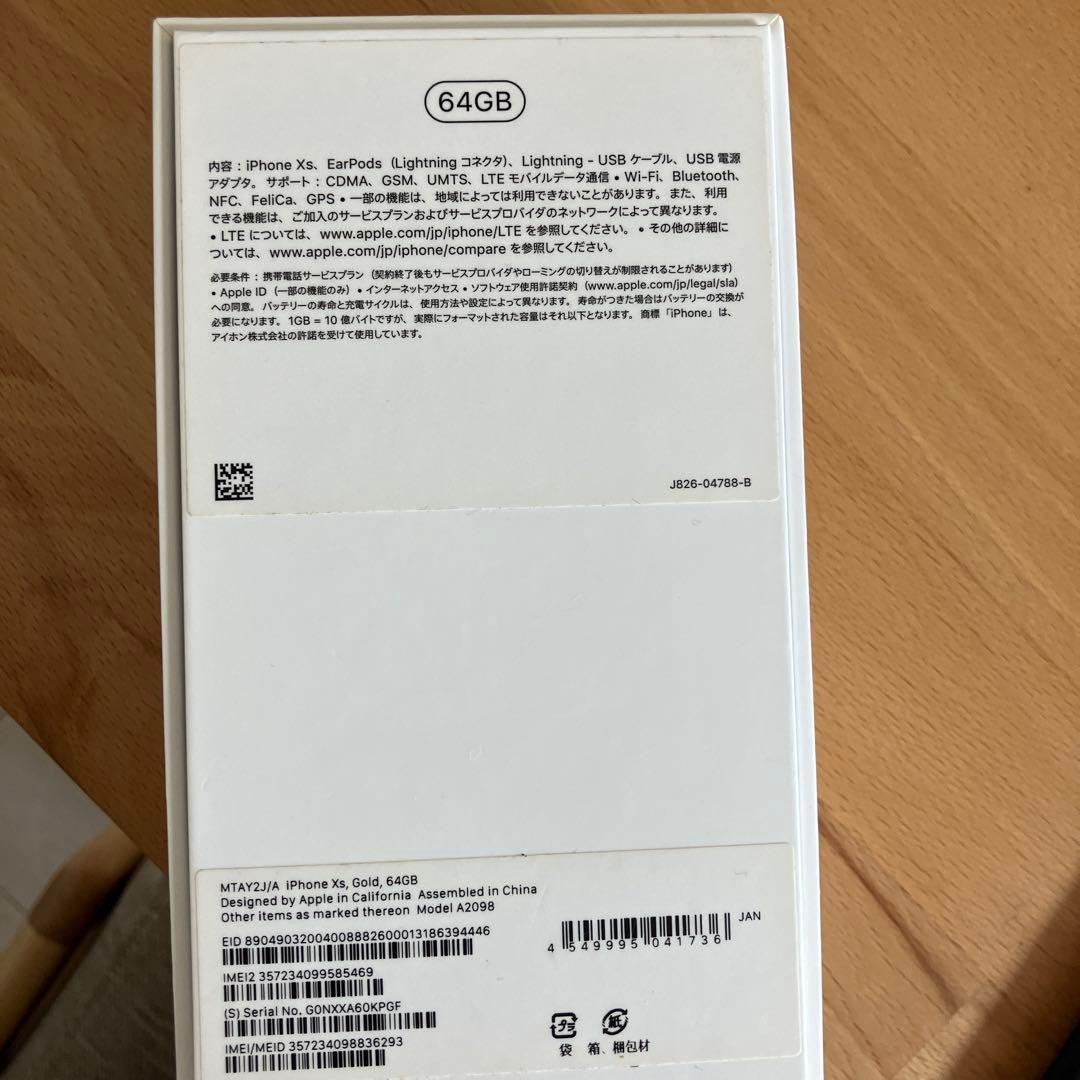 64GB
内容：iPhone Xs、EarPods（Lightning コネクタ）、Lightning - USB ケーブル、USB 電源
アダプタ。 サポート：CDMA、GSM、UMTS、LTE モバイルデータ通信 • Wi-Fi、Bluetooth、
NFC、FeliCa、GPS • 一部の機能は、地域によっては利用できないことがあります。 また、利用
できる機能は、ご加入のサービスプランおよびサービスプロバイダのネットワークによって異なります。
• LTE については、www.apple.com/jp/iphone/LTE を参照してください。 • その他の詳細に
ついては、www.apple.com/jp/iphone/compare を参照してください。
必要条件：携帯電話サービスプラン（契約終了後もサービスプロバイダやローミングの切り替えが制限されることがあります）
• Apple ID（一部の機能のみ）• インターネットアクセス • ソフトウェア使用許諾契約（www.apple.com/jp/legal/sla）
への同意。 バッテリーの寿命と充電サイクルは、使用方法や設定によって異なります。 寿命がつきた場合はバッテリーの交換が
必要になります。 1GB = 10 億バイトですが、実際にフォーマットされた容量はそれ以下となります。 商標「iPhone」は、
アイホン株式会社の許諾を受けて使用しています。
J826-04788-B
MTAY2J/A iPhone Xs, Gold, 64GB
Designed by Apple in California Assembled in China
Other items as marked thereon Model A2098
EID 89049032004008882600013186394446
JAN
4 549995 041736
IMEI2 357234099585469
(S) Serial No. G0NXXA60KPGF
IMEI/MEID 357234098836293
プラ 紙
袋 箱、梱包材